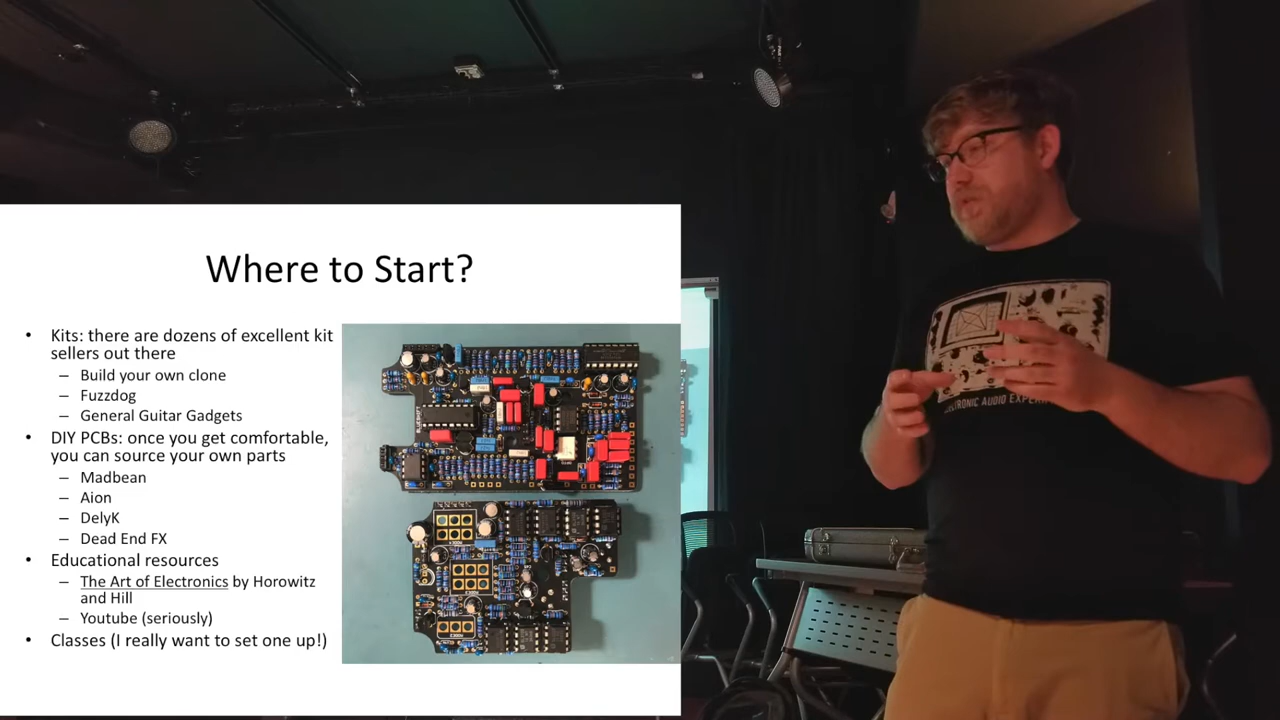 Where to Start?
• Kits: there are dozens of excellent kit
sellers out there
– Build your own clone
– Fuzzdog
– General Guitar Gadgets
• DIY PCBs: once you get comfortable,
you can source your own parts
– Madbean
– Aion
– DelyK
– Dead End FX
• Educational resources
– The Art of Electronics by Horowitz
and Hill
– Youtube (seriously)
• Classes (I really want to set one up!)
AUDIO